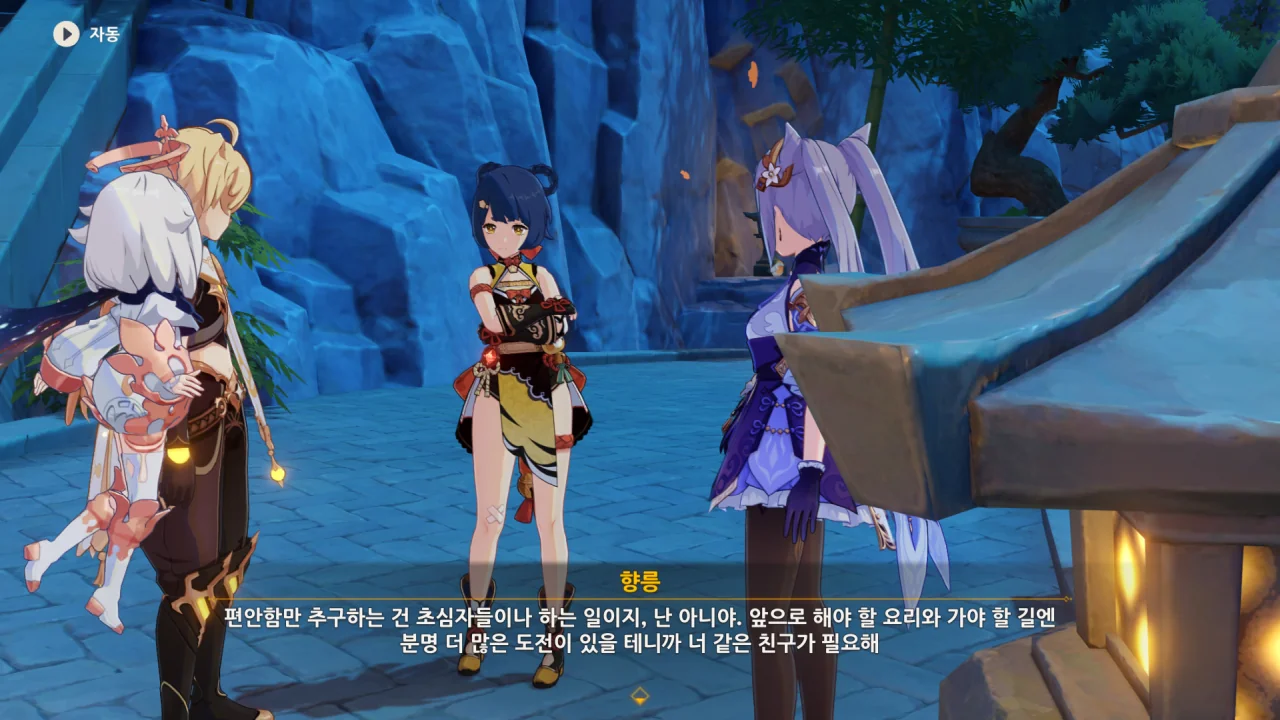 자동
향릉
편안함만 추구하는 건 초심자들이나 하는 일이지, 난 아니야. 앞으로 해야 할 요리와 가야 할 길엔
분명 더 많은 도전이 있을 테니까 너 같은 친구가 필요해